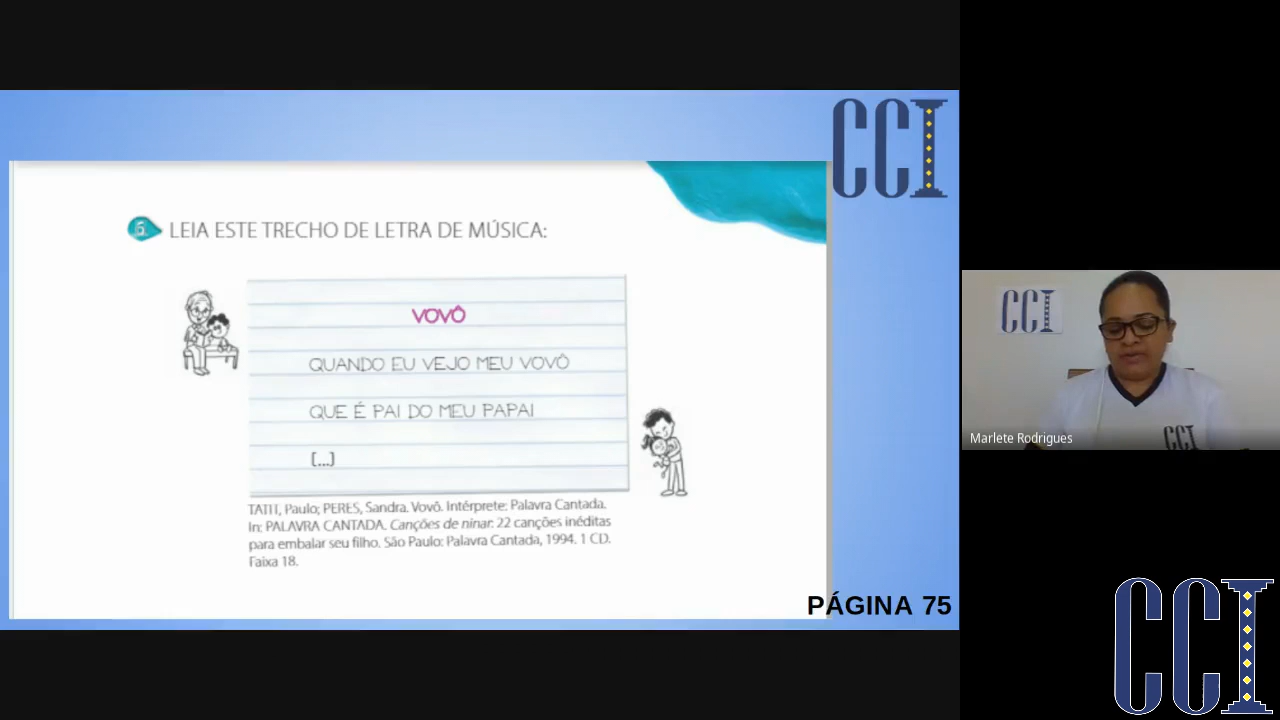 CCI
5. LEIA ESTE TRECHO DE LETRA DE MÚSICA:
VOVÔ
QUANDO EU VEJO MEU VOVÔ
QUE É PAI DO MEU PAPAI
[...]
TATIT, Paulo; PERES, Sandra. Vovô. Intérprete: Palavra Cantada.
In: PALAVRA CANTADA. Canções de ninar: 22 canções inéditas
para embalar seu filho. São Paulo: Palavra Cantada, 1994. 1 CD.
Faixa 18.
PÁGINA 75
CCI
CCI
Marlete Rodrigues
CCI